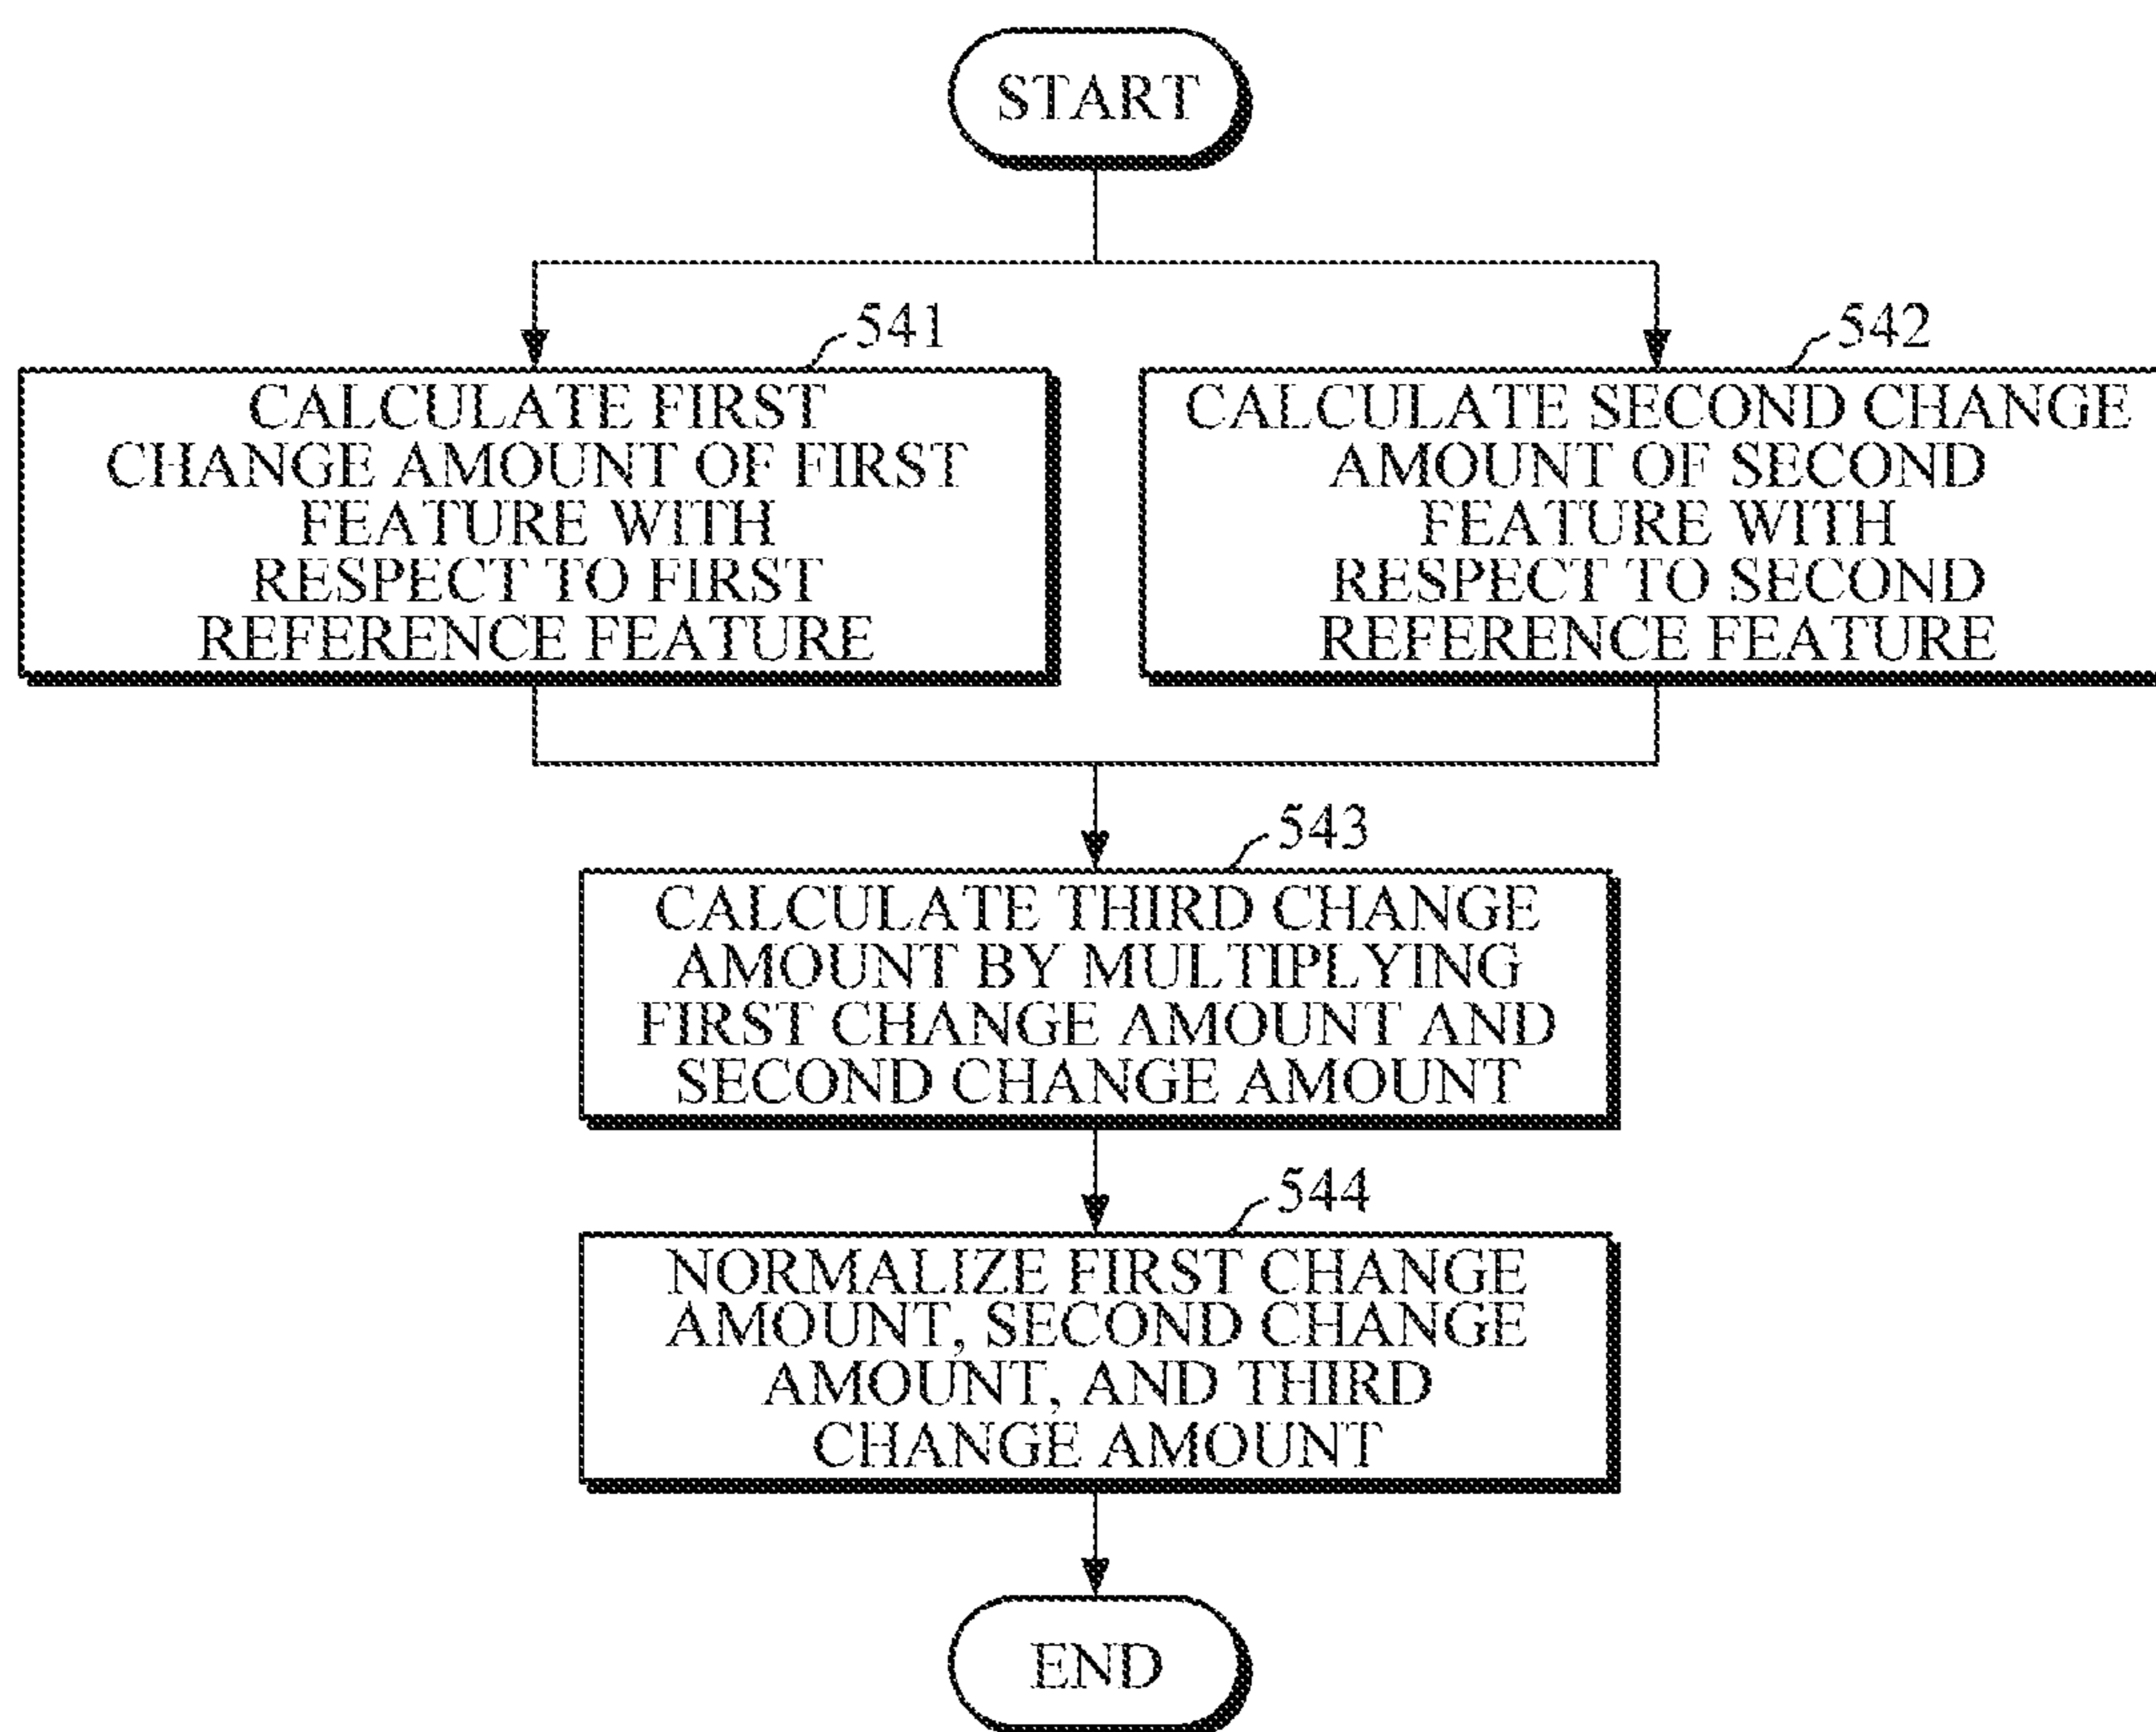 START
541
CALCULATE FIRST
CHANGE AMOUNT OF FIRST
FEATURE WITH
RESPECT TO FIRST
REFERENCE FEATURE
542
CALCULATE SECOND CHANGE
AMOUNT OF SECOND
FEATURE WITH
RESPECT TO SECOND
REFERENCE FEATURE
543
CALCULATE THIRD CHANGE
AMOUNT BY MULTIPLYING
FIRST CHANGE AMOUNT AND
SECOND CHANGE AMOUNT
544
NORMALIZE FIRST CHANGE
AMOUNT, SECOND CHANGE
AMOUNT, AND THIRD
CHANGE AMOUNT
END